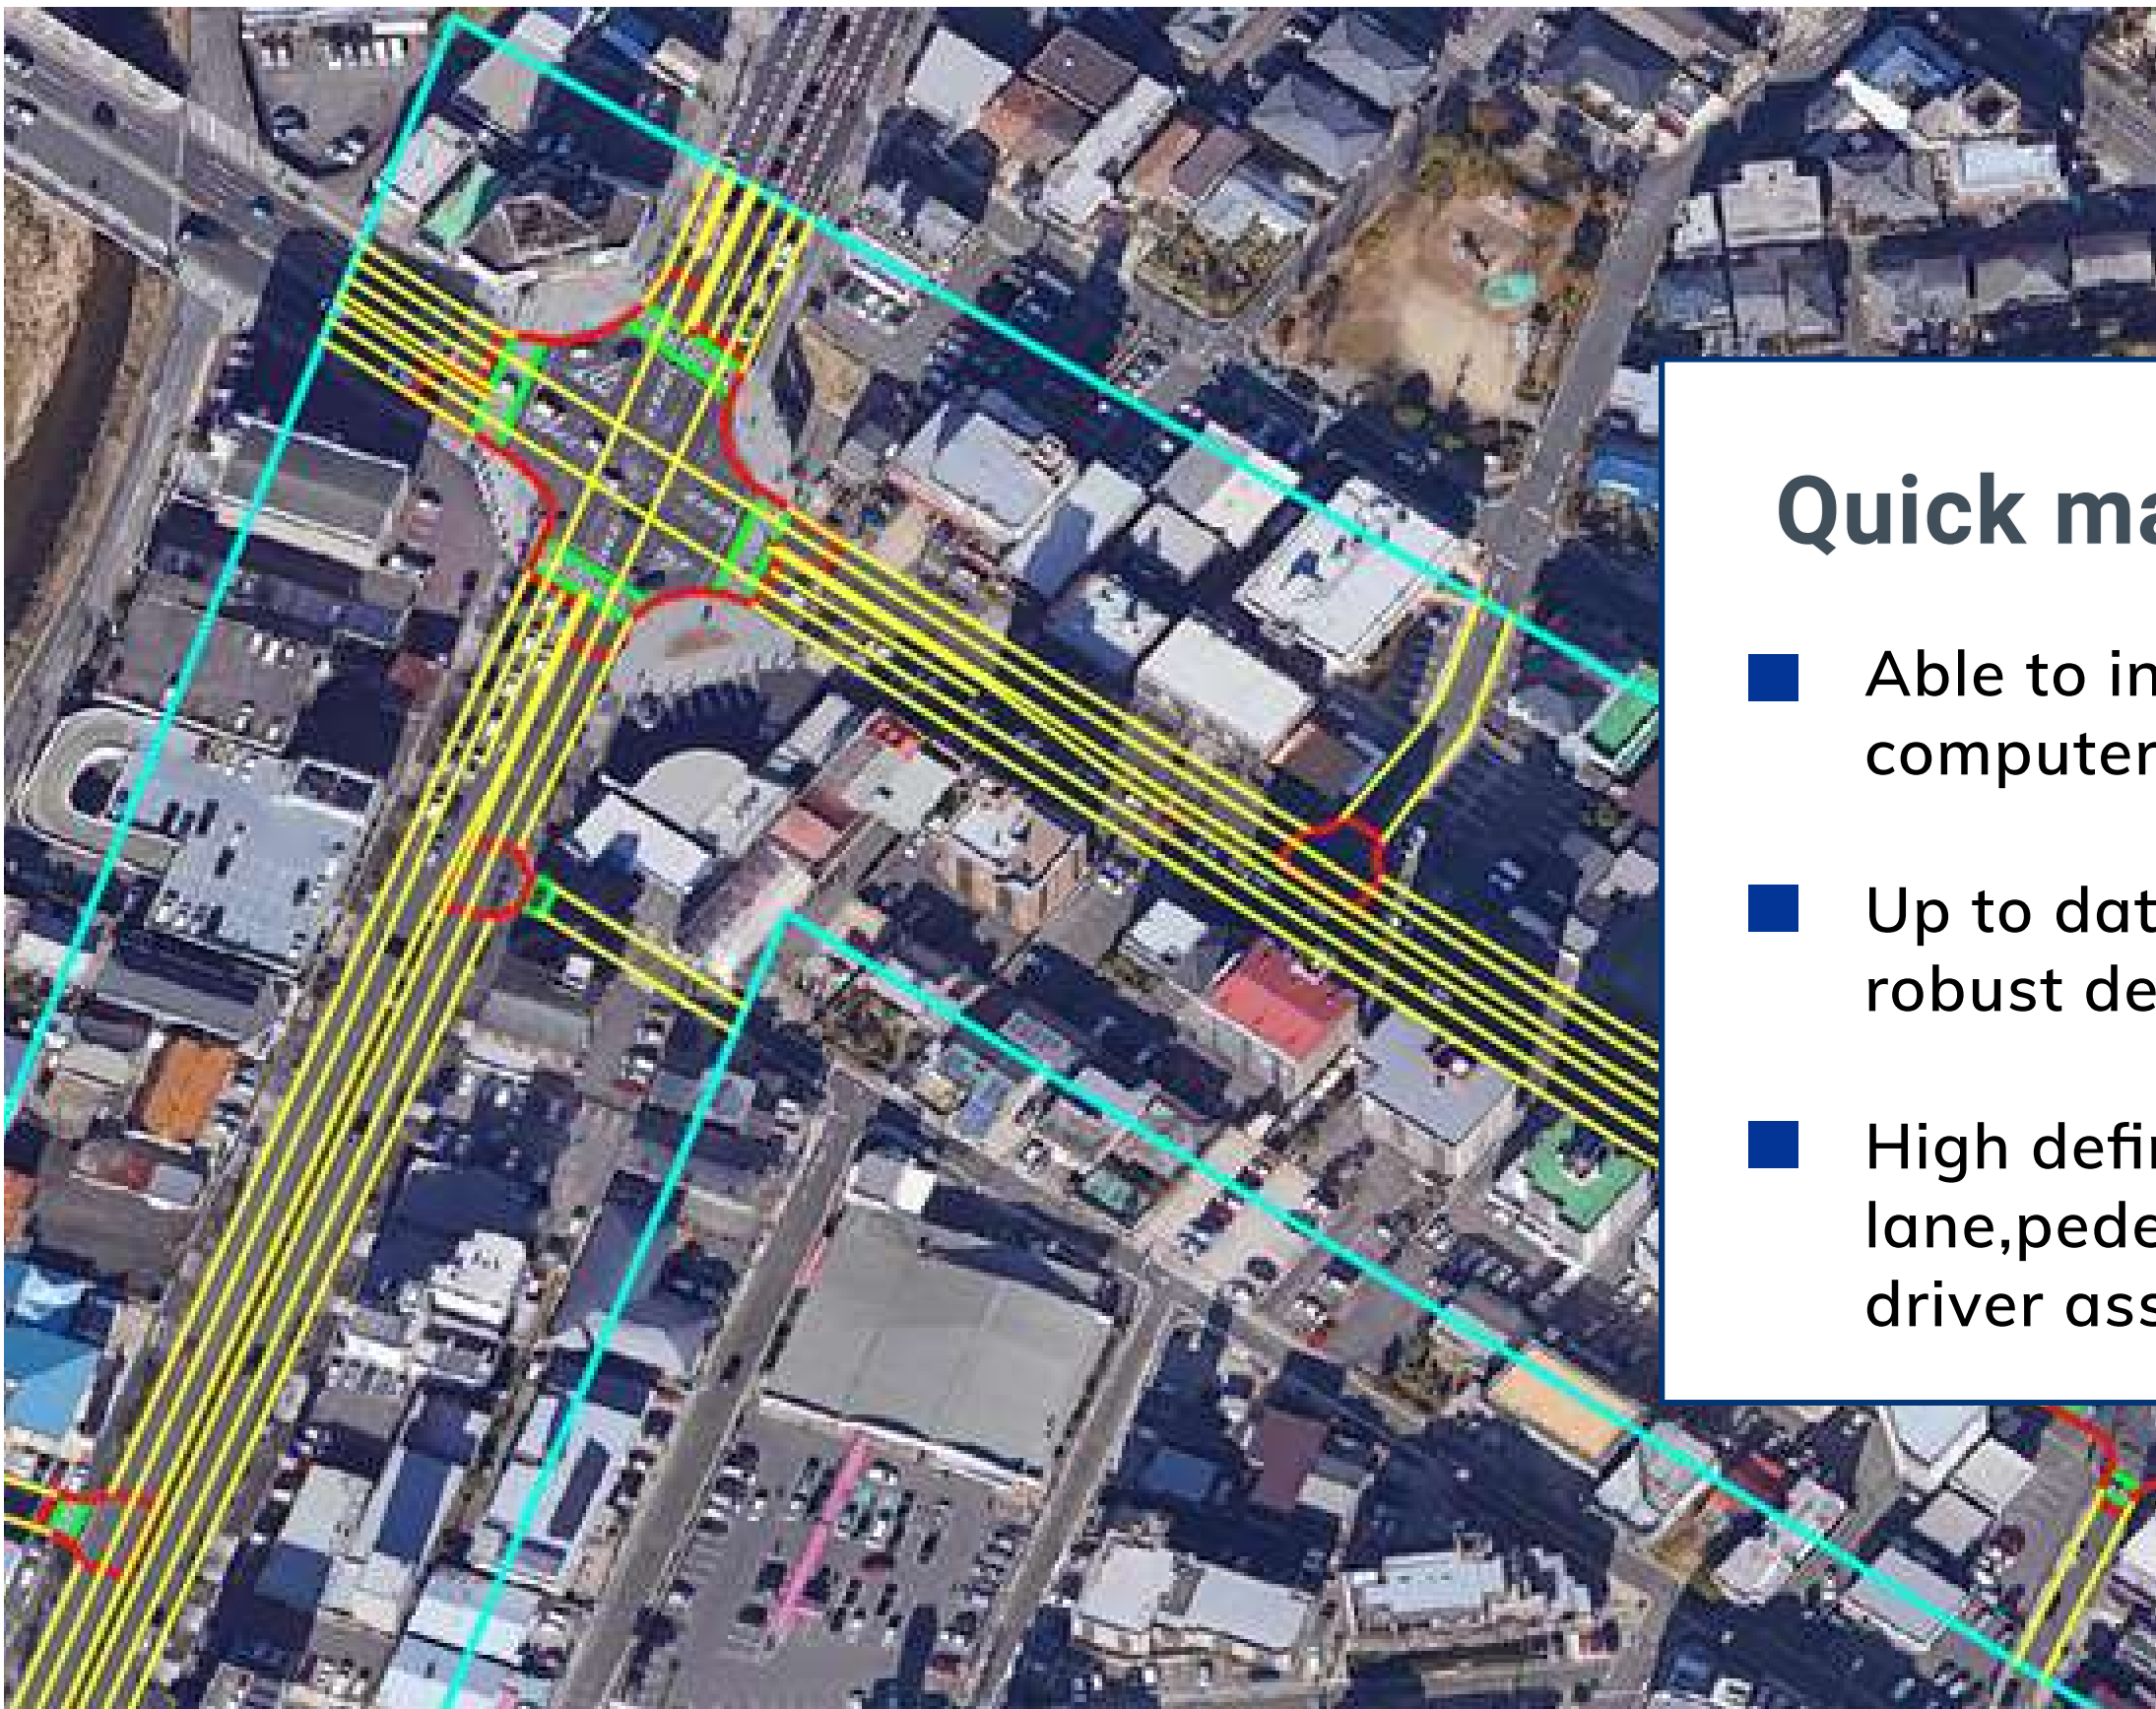 Quick ma
Able to in
computer
Up to dat
robust de
High defi
lane,pede
driver ass